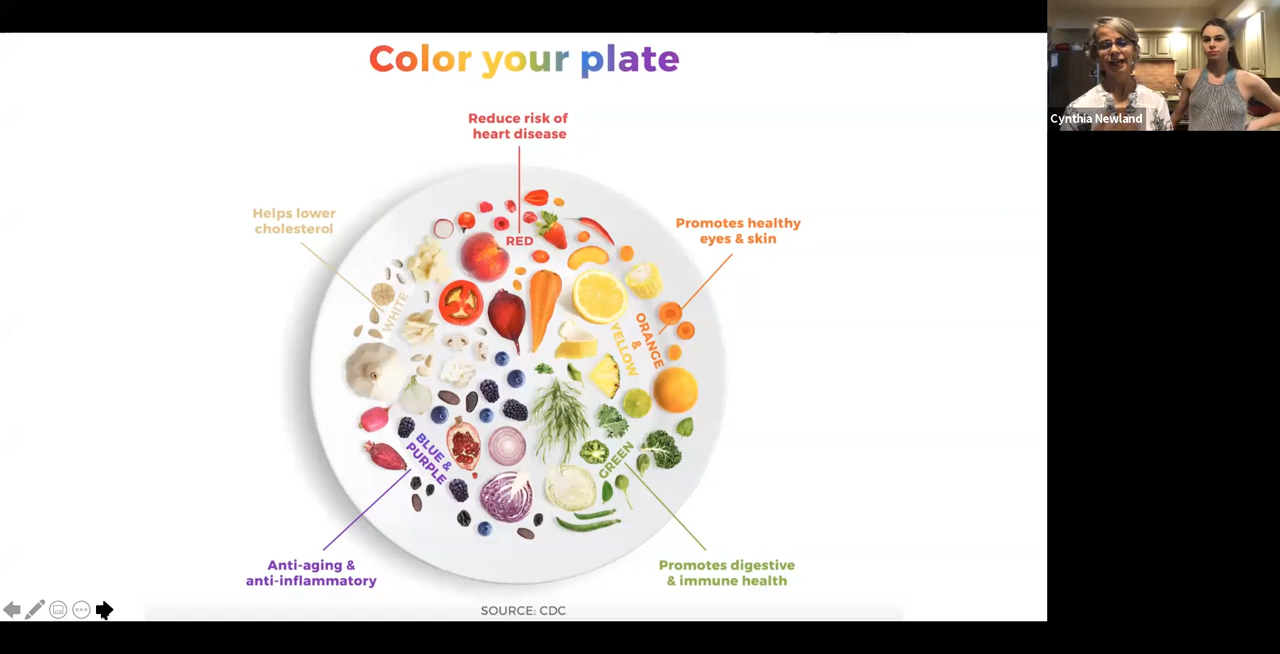 Color your plate
Reduce risk of
heart disease
Helps lower
cholesterol
Promotes healthy
eyes & skin
RED
WHITE
ORANGE
&
YELLOW
BLUE &
PURPLE
GREEN
Anti-aging &
anti-inflammatory
Promotes digestive
& immune health
SOURCE: CDC
Cynthia Newland